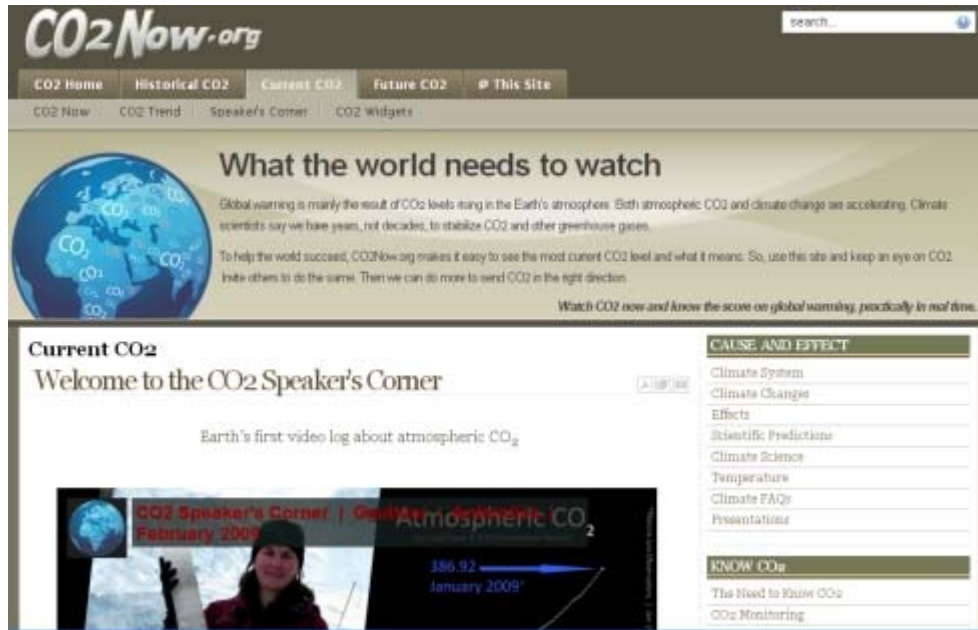 CO2Now.org
search...
CO2 Home Historical CO2 Current CO2 Future CO2 @ This Site
CO2 Now CO2 Trend Speaker's Corner CO2 Widgets
What the world needs to watch
Global warming is mainly the result of CO2 levels rising in the Earth's atmosphere. Both atmospheric CO2 and climate change are accelerating. Climate
scientists say we have years, not decades, to stabilize CO2 and other greenhouse gases.
To help the world succeed, CO2Now.org makes it easy to see the most current CO2 level and what it means. So, use this site and keep an eye on CO2.
Invite others to do the same. Then we can do more to send CO2 in the right direction.
Watch CO2 now and know the score on global warming, practically in real time.
CO2 CO2 CO2 CO2 CO2
Current CO2
Welcome to the CO2 Speaker's Corner
Earth's first video log about atmospheric CO2
CO2 Speaker's Corner |
February 2009
Atmospheric CO2
386.92
January 2009*
CAUSE AND EFFECT
Climate System
Climate Changes
Effects
Scientific Predictions
Climate Science
Temperature
Climate FAQs
Presentations
KNOW CO2
The Need to Know CO2
CO2 Monitoring